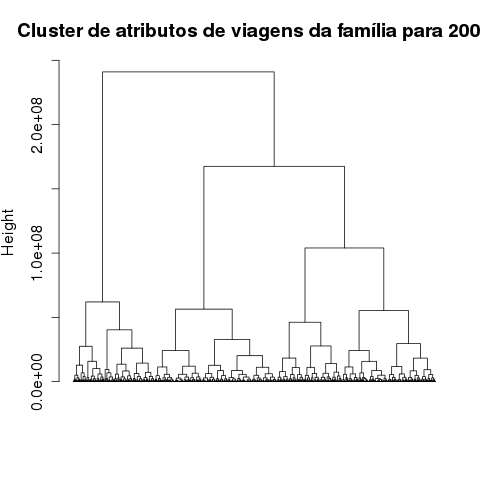 Cluster de atributos de viagens da família para 200
Height
2.0e+08
1.0e+08
0.0e+00